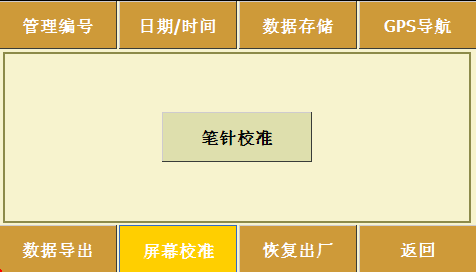 管理编号 日期/时间 数据存储 GPS导航
笔针校准
数据导出 屏幕校准 恢复出厂 返回